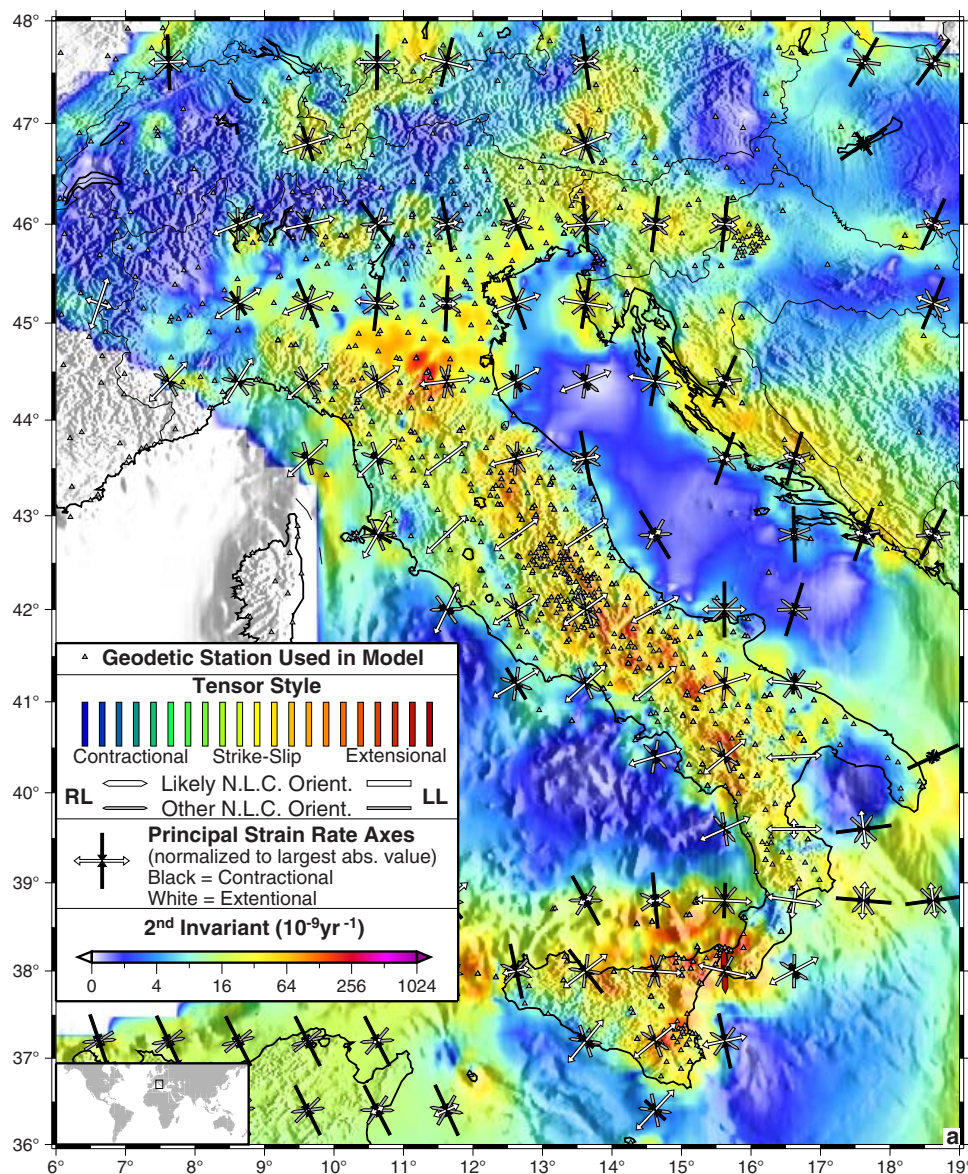 48°
47°
46°
45°
44°
43°
42°
41°
40°
39°
38°
37°
36°
Geodetic Station Used in Model
Tensor Style
Contractional Strike-Slip Extensional
RL Likely N.L.C. Orient. LL
Other N.L.C. Orient.
Principal Strain Rate Axes
(normalized to largest abs. value)
Black = Contractional
White = Extentional
2nd Invariant (10-9yr-1)
0 4 16 64 256 1024
a
6° 7° 8° 9° 10° 11° 12° 13° 14° 15° 16° 17° 18° 19°